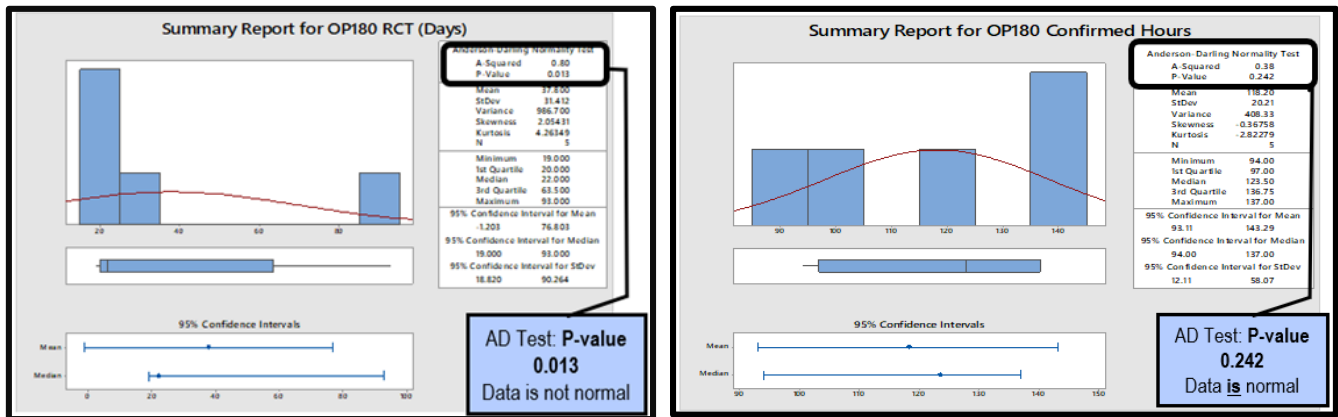 Summary Report for OP180 RCT (Days)
Anderson-Darling Normality Test
A-Squared 0.80
P-Value 0.013
Mean 37.800
StDev 31.412
Variance 986.700
Skewness 2.05431
Kurtosis 4.26349
N 5
Minimum 19.000
1st Quartile 20.000
Median 22.000
3rd Quartile 63.500
Maximum 93.000
95% Confidence Interval for Mean
-1.203 76.803
95% Confidence Interval for Median
19.000 93.000
95% Confidence Interval for StDev
18.820 90.264
20 40 60 80
95% Confidence Intervals
Mean
Median
0 20 40 60 80 100
AD Test: P-value
0.013
Data is not normal
Summary Report for OP180 Confirmed Hours
Anderson-Darling Normality Test
A-Squared 0.38
P-Value 0.242
Mean 118.20
StDev 20.21
Variance 408.33
Skewness -0.36758
Kurtosis -2.82279
N 5
Minimum 94.00
1st Quartile 97.00
Median 123.50
3rd Quartile 136.75
Maximum 137.00
95% Confidence Interval for Mean
93.11 143.29
95% Confidence Interval for Median
94.00 137.00
95% Confidence Interval for StDev
12.11 58.07
90 100 110 120 130 140
95% Confidence Intervals
Mean
Median
90 100 110 120 130 140 150
AD Test: P-value
0.242
Data is normal